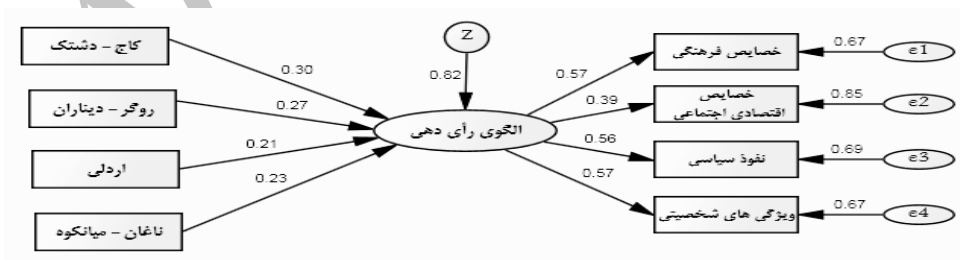 کاج - دشتک
0.30
روگر - دیناران
0.27
اردلی
0.21
ناغان - میانکوه
0.23
Z
0.82
الگوی رأی دهی
0.57
خصایص فرهنگی
0.67
e1
0.39
خصایص
اقتصادی اجتماعی
0.85
e2
0.56
نفوذ سیاسی
0.69
e3
0.57
ویژگی های شخصیتی
0.67
e4